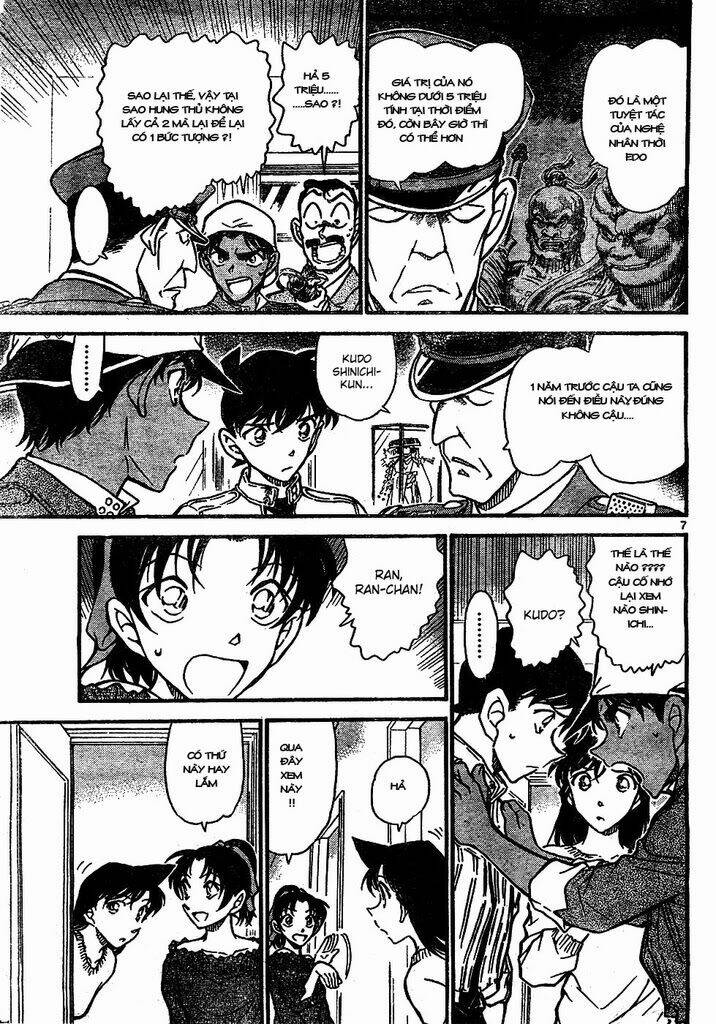 ĐÓ LÀ MỘT
TUYỆT TÁC
CỦA NGHỆ
NHÂN THỜI
EDO
GIÁ TRỊ CỦA NÓ
KHÔNG DƯỚI 5 TRIỆU
TÍNH TẠI THỜI ĐIỂM
ĐÓ, CÒN BÂY GIỜ THÌ
CÓ THỂ HƠN
HẢ 5
TRIỆU......
.....SAO ?!
SAO LẠI THẾ, VẬY TẠI
SAO HUNG THỦ KHÔNG
LẤY CẢ 2 MÀ LẠI ĐỂ LẠI
CÓ 1 BỨC TƯỢNG ?!
......
1 NĂM TRƯỚC CẬU TA CŨNG
NÓI ĐẾN ĐIỀU NÀY ĐÚNG
KHÔNG CẬU....
KUDO
SHINICHI-
KUN...
......
7
THẾ LÀ THẾ
NÀO ????
CẬU CỐ NHỚ
LẠI XEM
NÀO SHIN-
ICHI...
KUDO?
......
RAN,
RAN-CHAN!
HẢ
QUA
ĐÂY
XEM
NÀY
!!
CÓ THỨ
NÀY HAY
LẮM